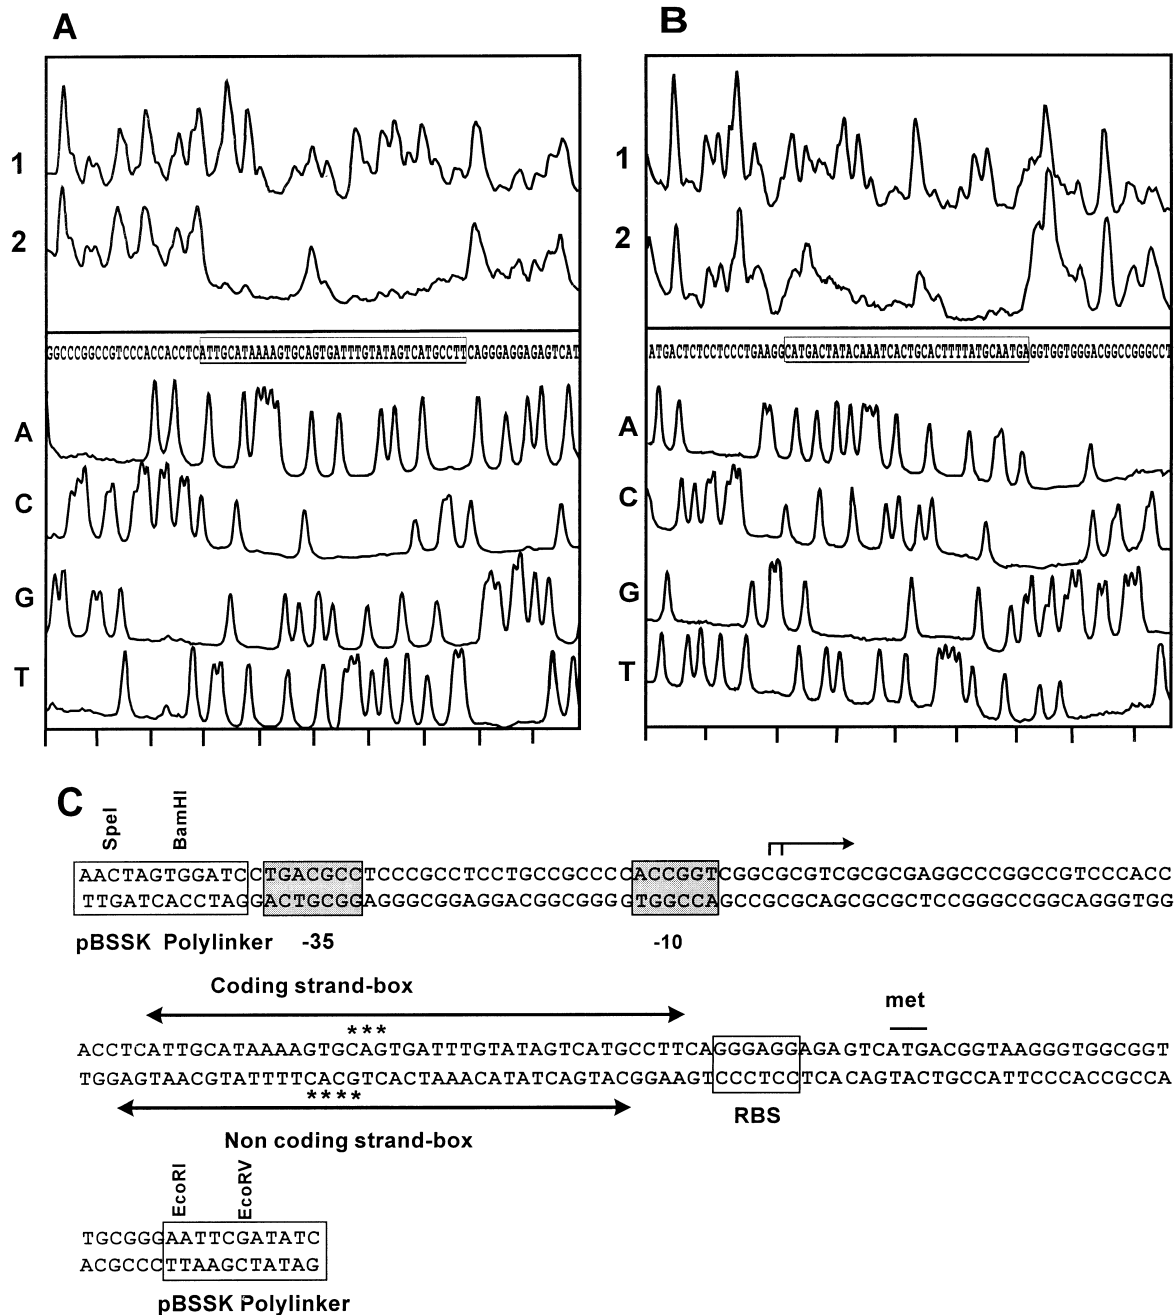 A
B
1
2
1
2
GGCCCGGCCGTCCCACCACCTCATTGCATAAAAGTGCAGTGATTTGTATAGTCATGCCTTCAGGGAGGAGAGTCAT
ATGACTCTCCTCCCTGAAGGCATGACTATACAAATCACTGCACTTTTATGCAATGAGGTGGTGGGACGGCCGGGCCT
A
C
G
T
A
C
G
T
C
SpeI
BamHI
AACTAGTGGATCCTGACGCCTCCCGCCTCCTGCCGCCCCACCGGTCGGCGCGTCGCGCGAGGCCCGGCCGTCCCACC
TTGATCACCTAGGACTGCGGAGGGCGGAGGACGGCGGGGTGGCCAGCCGCGCAGCGCGCTCCGGGCCGGCAGGGTGG
pBSSK Polylinker -35 -10
Coding strand-box
met
***
ACCTCATTGCATAAAAGTGCAGTGATTTGTATAGTCATGCCTTCAGGGAGGAGAGTCATGACGGTAAGGGTGGCGGT
TGGAGTAACGTATTTTCACGTCACTAAACATATCAGTACGGAAGTCCCTCCTCACAGTACTGCCATTCCCACCGCCA
****
RBS
Non coding strand-box
EcoRI
EcoRV
TGCGGGAATTCGATATC
ACGCCCTTAAGCTATAG
pBSSK Polylinker